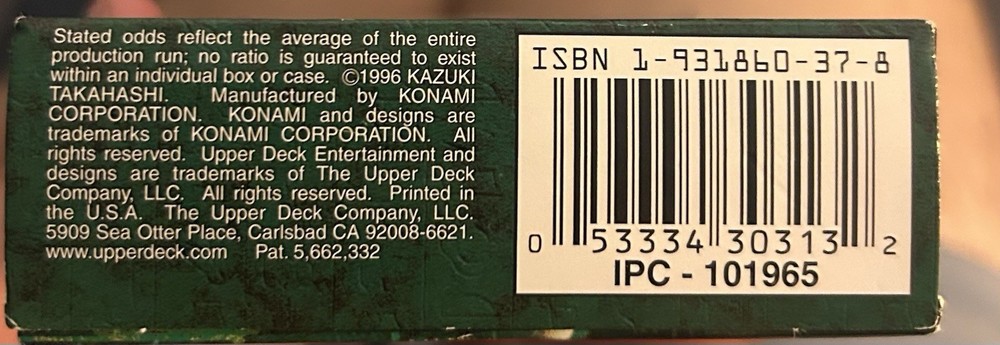 Stated odds reflect the average of the entire
production run; no ratio is guaranteed to exist
within an individual box or case. ©1996 KAZUKI
TAKAHASHI. Manufactured by KONAMI
CORPORATION. KONAMI and designs are
trademarks of KONAMI CORPORATION. All
rights reserved. Upper Deck Entertainment and
designs are trademarks of The Upper Deck
Company, LLC. All rights reserved. Printed in
the U.S.A. The Upper Deck Company, LLC.
5909 Sea Otter Place, Carlsbad CA 92008-6621.
www.upperdeck.com Pat. 5,662,332
ISBN 1-931860-37-8
0 53334 30313 2
IPC - 101965